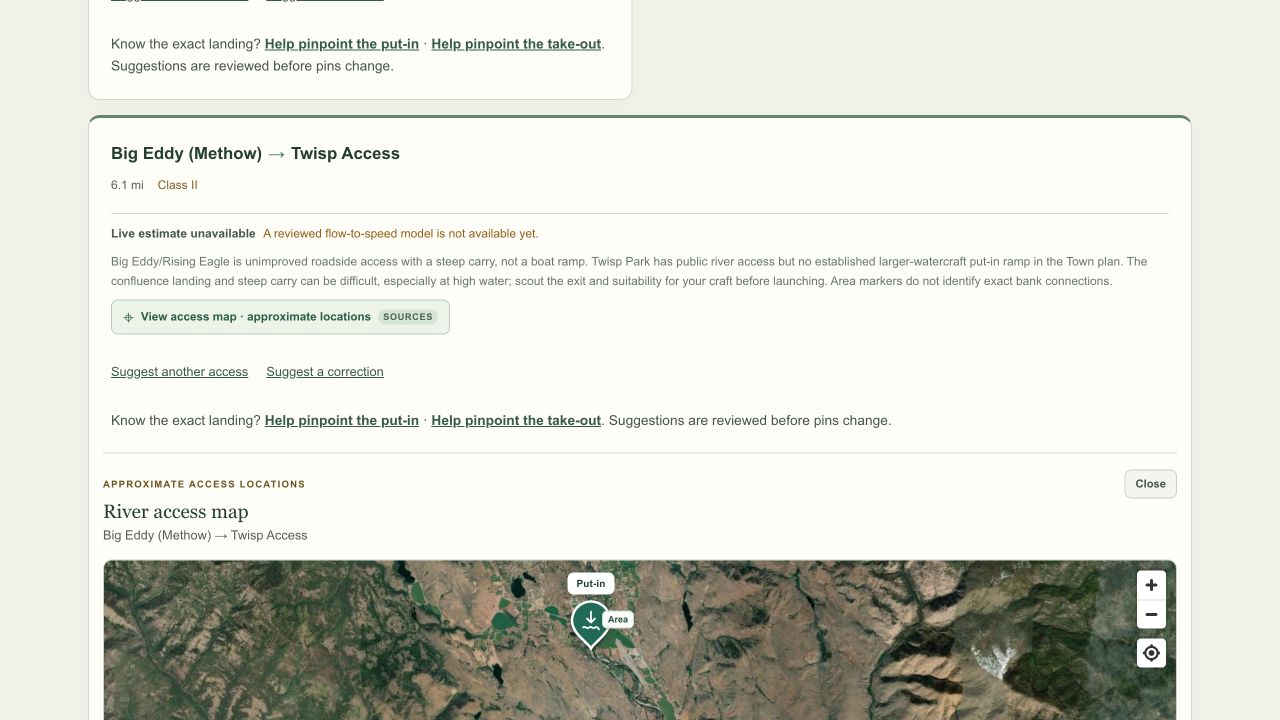 Know the exact landing? Help pinpoint the put-in · Help pinpoint the take-out.
Suggestions are reviewed before pins change.
Big Eddy (Methow) → Twisp Access
6.1 mi Class II
Live estimate unavailable A reviewed flow-to-speed model is not available yet.
Big Eddy/Rising Eagle is unimproved roadside access with a steep carry, not a boat ramp. Twisp Park has public river access but no established larger-watercraft put-in ramp in the Town plan. The
confluence landing and steep carry can be difficult, especially at high water; scout the exit and suitability for your craft before launching. Area markers do not identify exact bank connections.
View access map · approximate locations SOURCES
Suggest another access Suggest a correction
Know the exact landing? Help pinpoint the put-in · Help pinpoint the take-out. Suggestions are reviewed before pins change.
APPROXIMATE ACCESS LOCATIONS
Close
River access map
Big Eddy (Methow) → Twisp Access
Put-in
Area